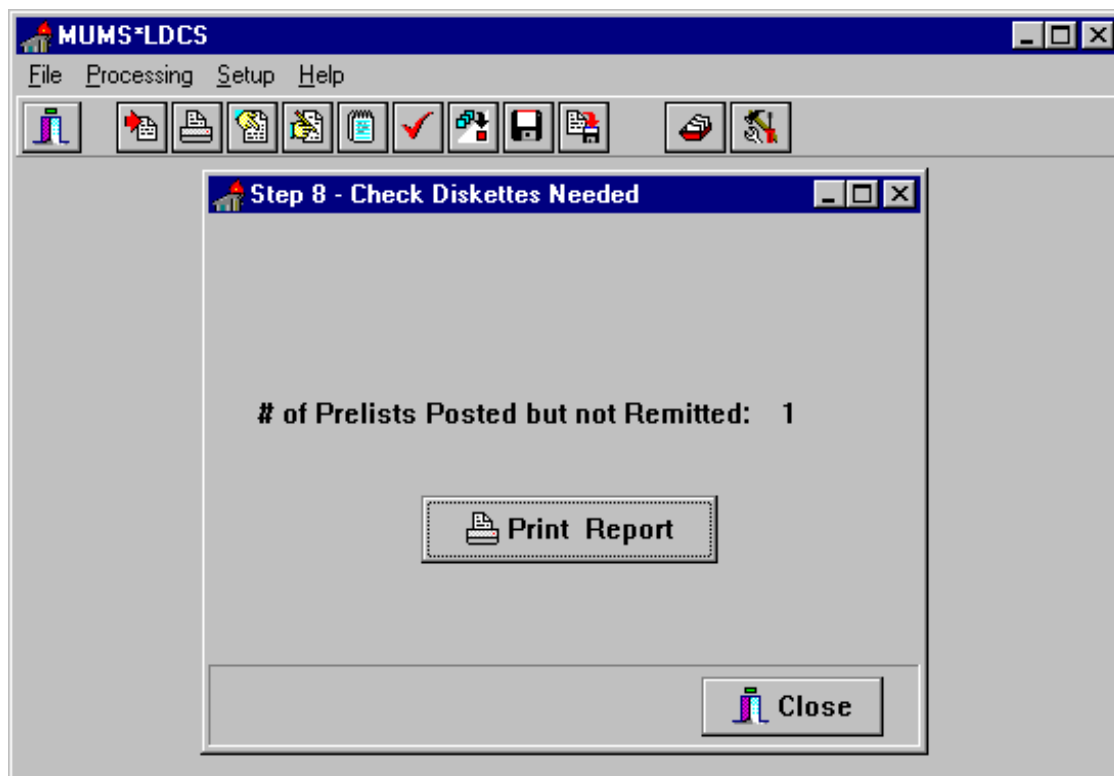 MUMS*LDCS
File Processing Setup Help
Step 8 - Check Diskettes Needed
# of Prelists Posted but not Remitted: 1
Print Report
Close